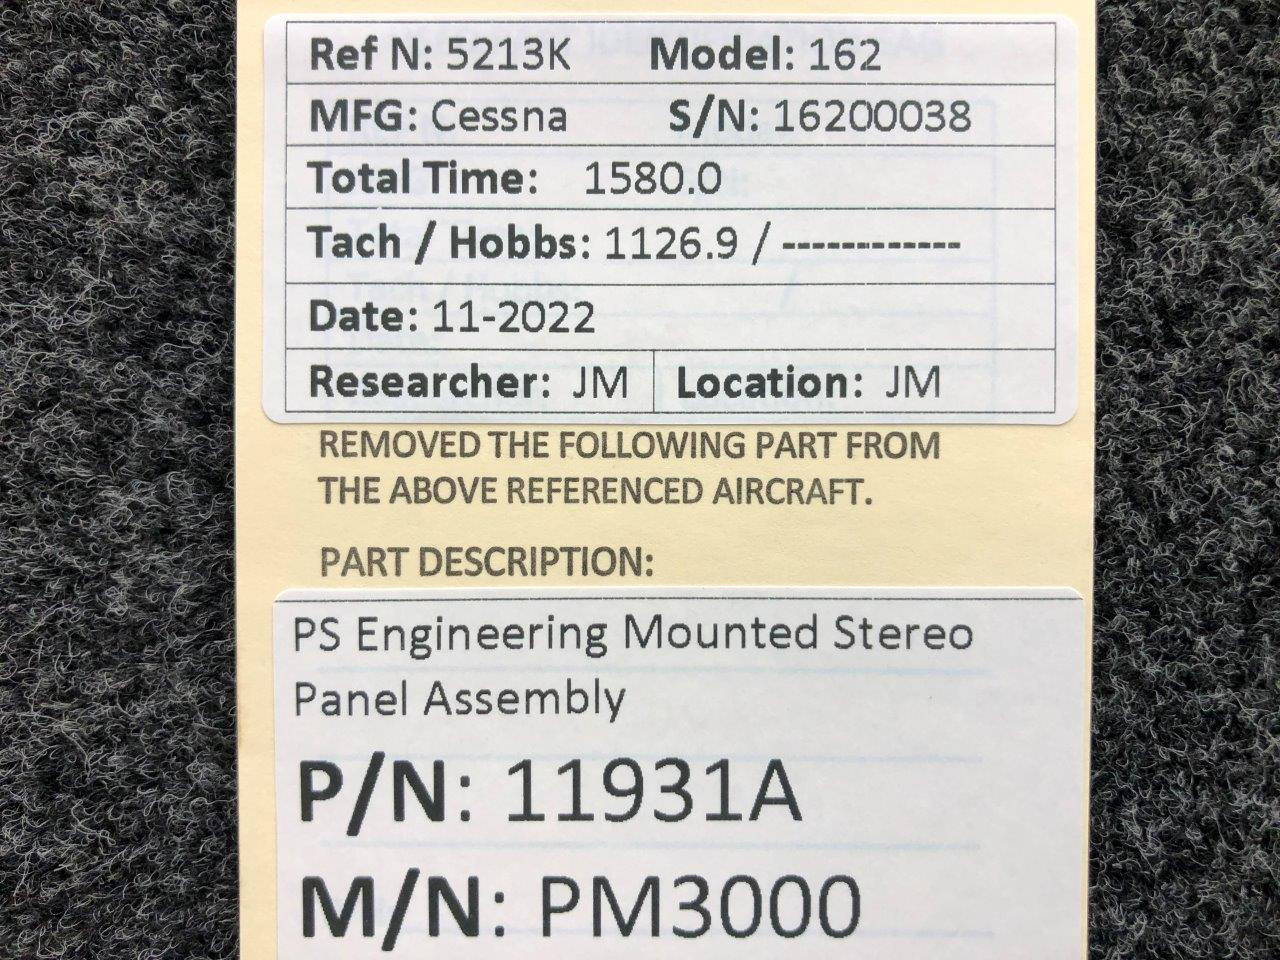 Ref N: 5213K Model: 162
MFG: Cessna S/N: 16200038
Total Time: 1580.0
Tach / Hobbs: 1126.9 / ------------
Date: 11-2022
Researcher: JM Location: JM
REMOVED THE FOLLOWING PART FROM
THE ABOVE REFERENCED AIRCRAFT.
PART DESCRIPTION:
PS Engineering Mounted Stereo
Panel Assembly
P/N: 11931A
M/N: PM3000